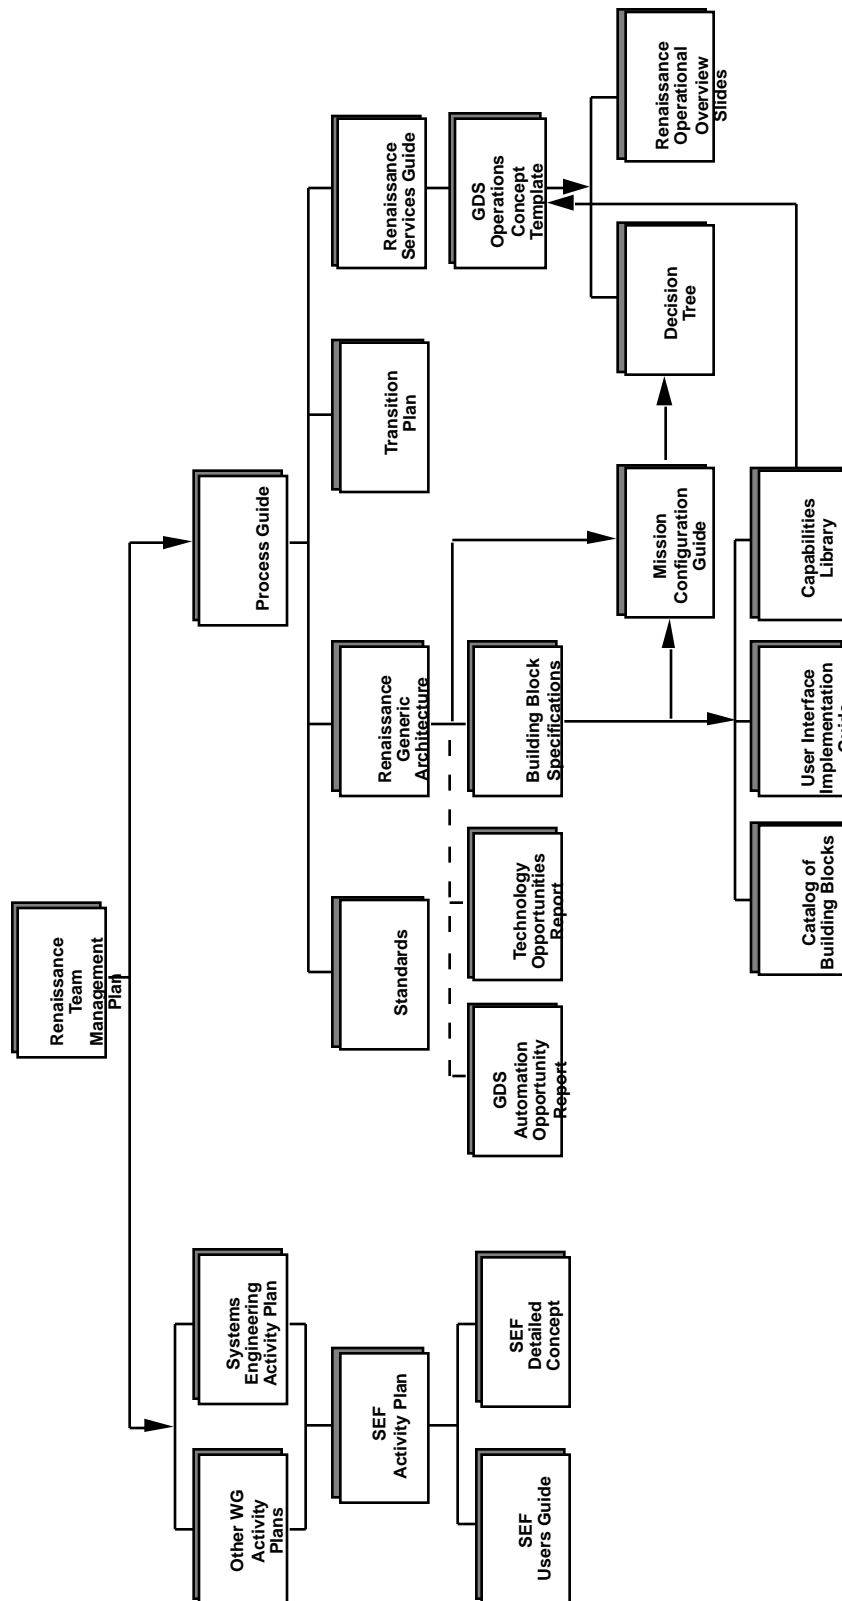 Renaissance
Team
Management
Plan
Other WG
Activity
Plans
Systems
Engineering
Activity Plan
Process Guide
SEF
Activity Plan
Standards
Renaissance
Generic
Architecture
Transition
Plan
Renaissance
Services Guide
SEF
Users Guide
SEF
Detailed
Concept
GDS
Automation
Opportunity
Report
Technology
Opportunities
Report
Building Block
Specifications
GDS
Operations
Concept
Template
Mission
Configuration
Guide
Decision
Tree
Renaissance
Operational
Overview
Slides
Catalog of
Building Blocks
User Interface
Implementation
Capabilities
Library